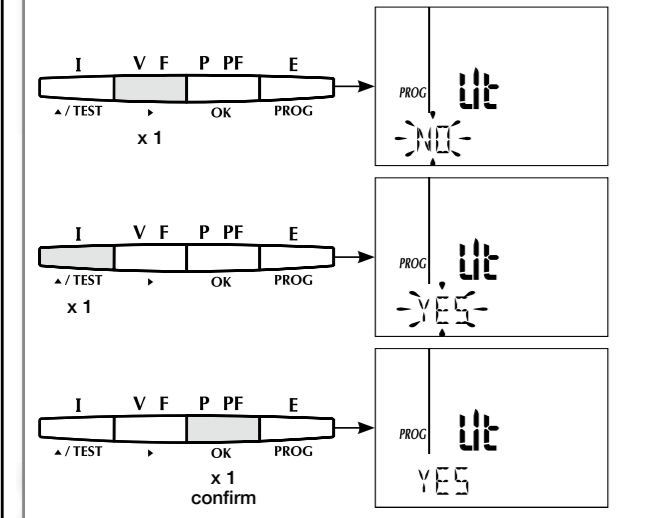 I V F P PF E
PROG Ut
▲ / TEST ▶ OK PROG
x 1
NO
I V F P PF E
PROG Ut
▲ / TEST ▶ OK PROG
x 1
YES
I V F P PF E
PROG Ut
▲ / TEST ▶ OK PROG
x 1
confirm
YES